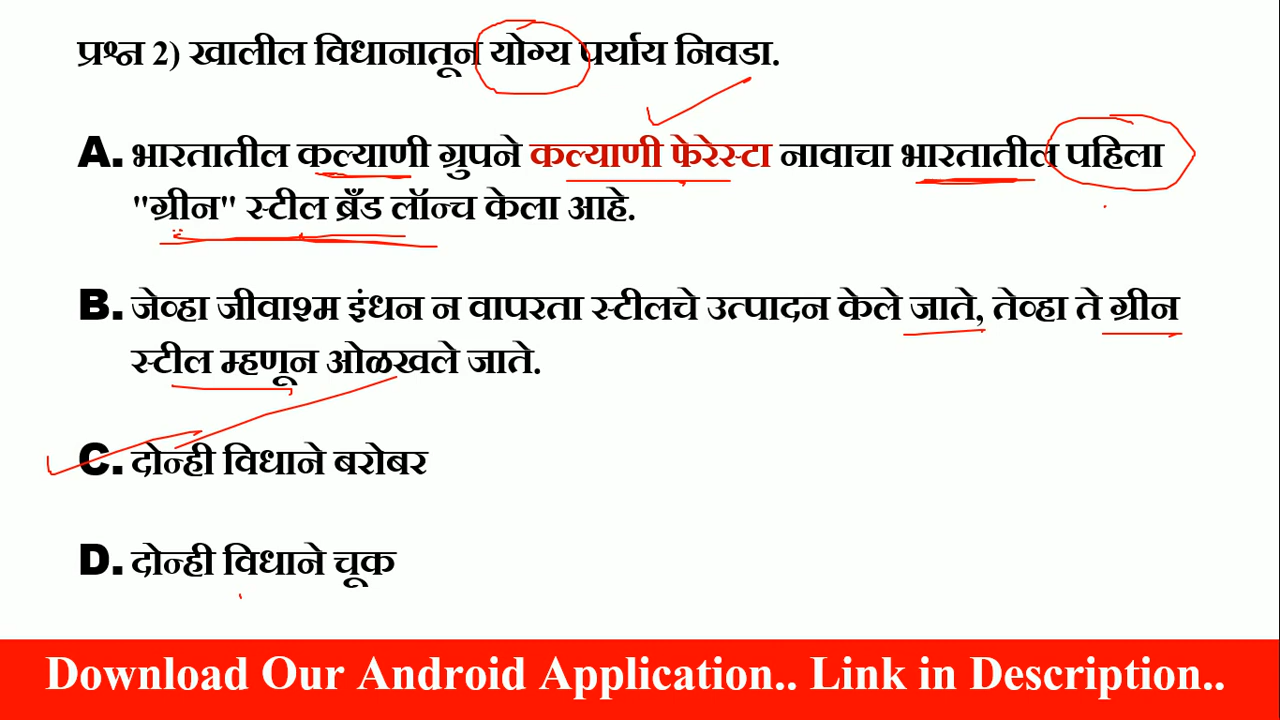 प्रश्न 2) खालील विधानातून योग्य पर्याय निवडा.
A. भारतातील कल्याणी ग्रुपने कल्याणी फेरेस्टा नावाचा भारतातील पहिला
"ग्रीन" स्टील ब्रँड लॉन्च केला आहे.
B. जेव्हा जीवाश्म इंधन न वापरता स्टीलचे उत्पादन केले जाते, तेव्हा ते ग्रीन
स्टील म्हणून ओळखले जाते.
C. दोन्ही विधाने बरोबर
D. दोन्ही विधाने चूक
Download Our Android Application.. Link in Description..